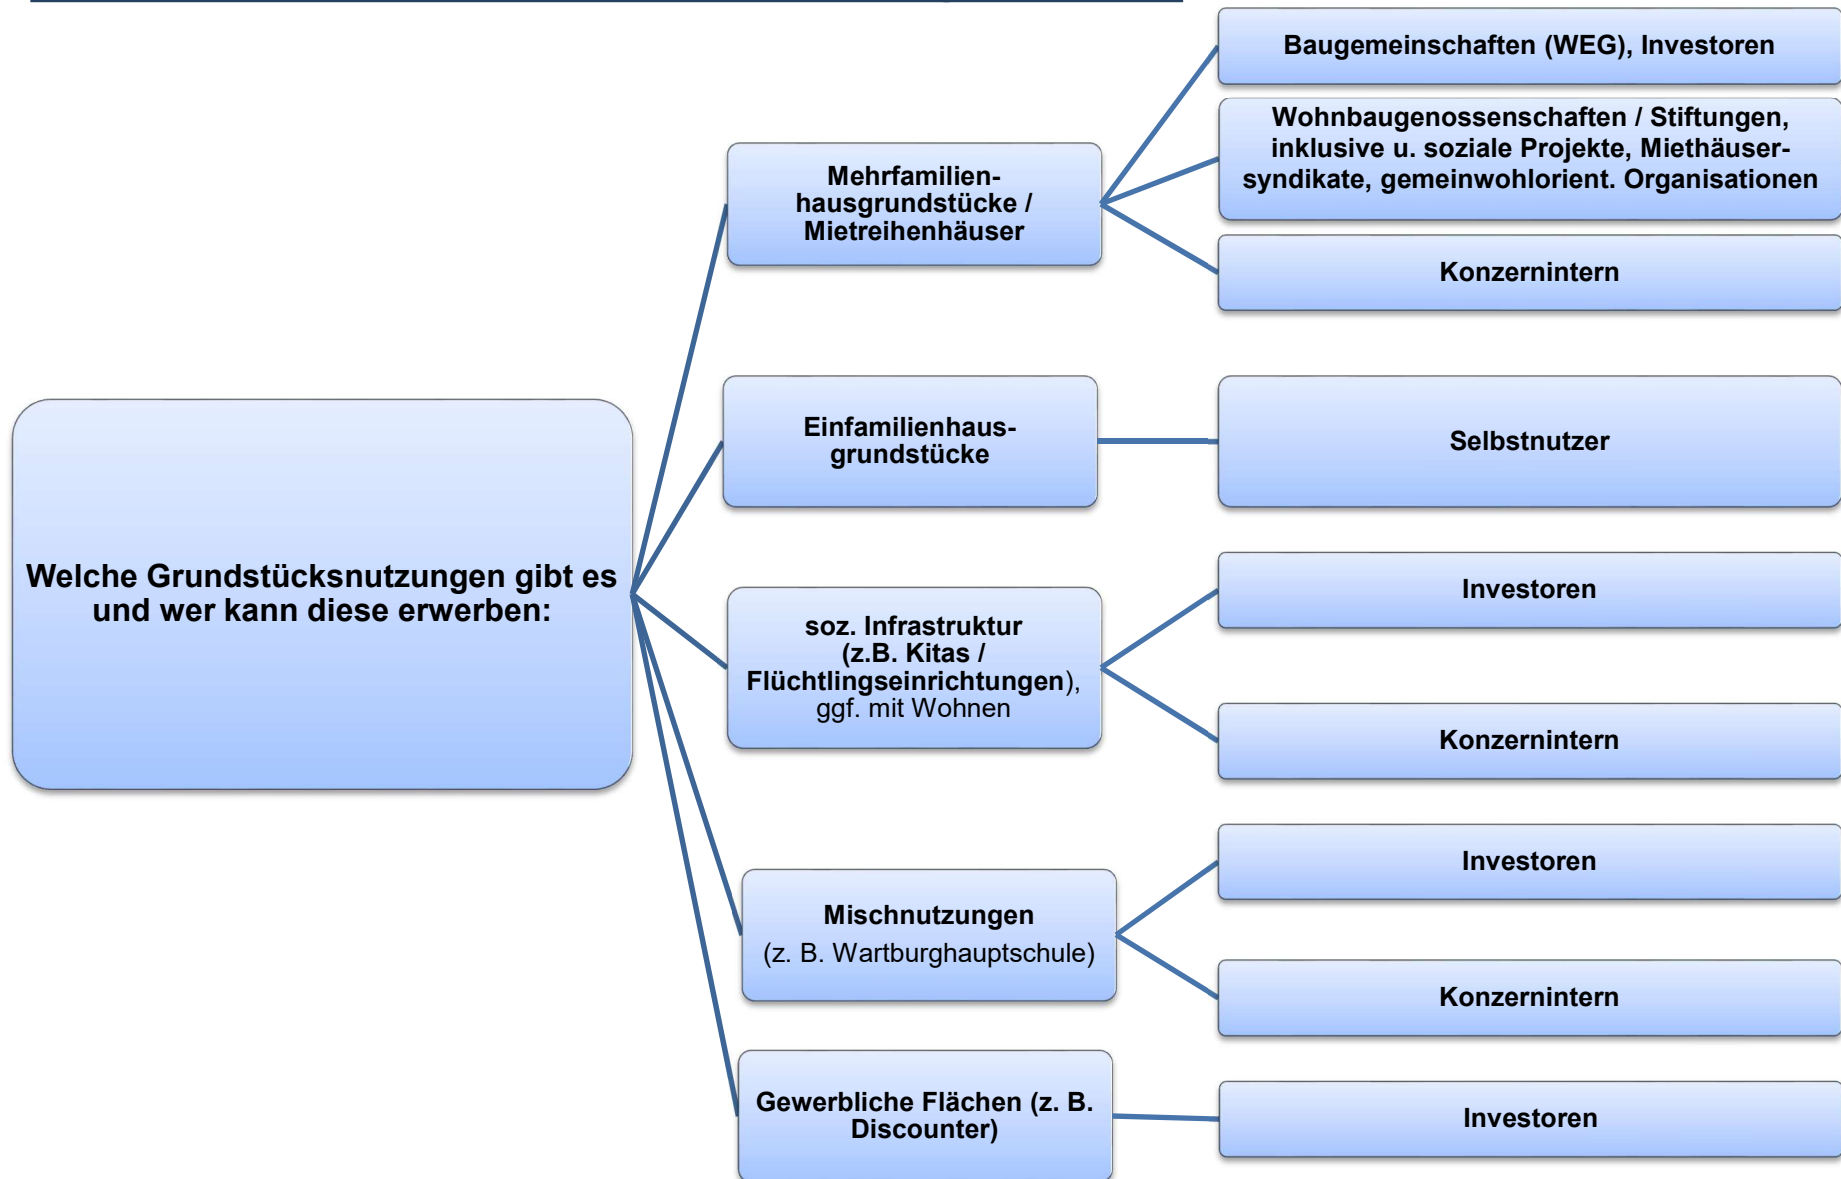 Welche Grundstücksnutzungen gibt es
und wer kann diese erwerben:
Mehrfamilien-
hausgrundstücke /
Mietreihenhäuser
Baugemeinschaften (WEG), Investoren
Wohnbaugenossenschaften / Stiftungen,
inklusive u. soziale Projekte, Miethäuser-
syndikate, gemeinwohlorient. Organisationen
Konzernintern
Einfamilienhaus-
grundstücke
Selbstnutzer
soz. Infrastruktur
(z.B. Kitas /
Flüchtlingseinrichtungen),
ggf. mit Wohnen
Investoren
Konzernintern
Mischnutzungen
(z. B. Wartburghauptschule)
Investoren
Konzernintern
Gewerbliche Flächen (z. B.
Discounter)
Investoren